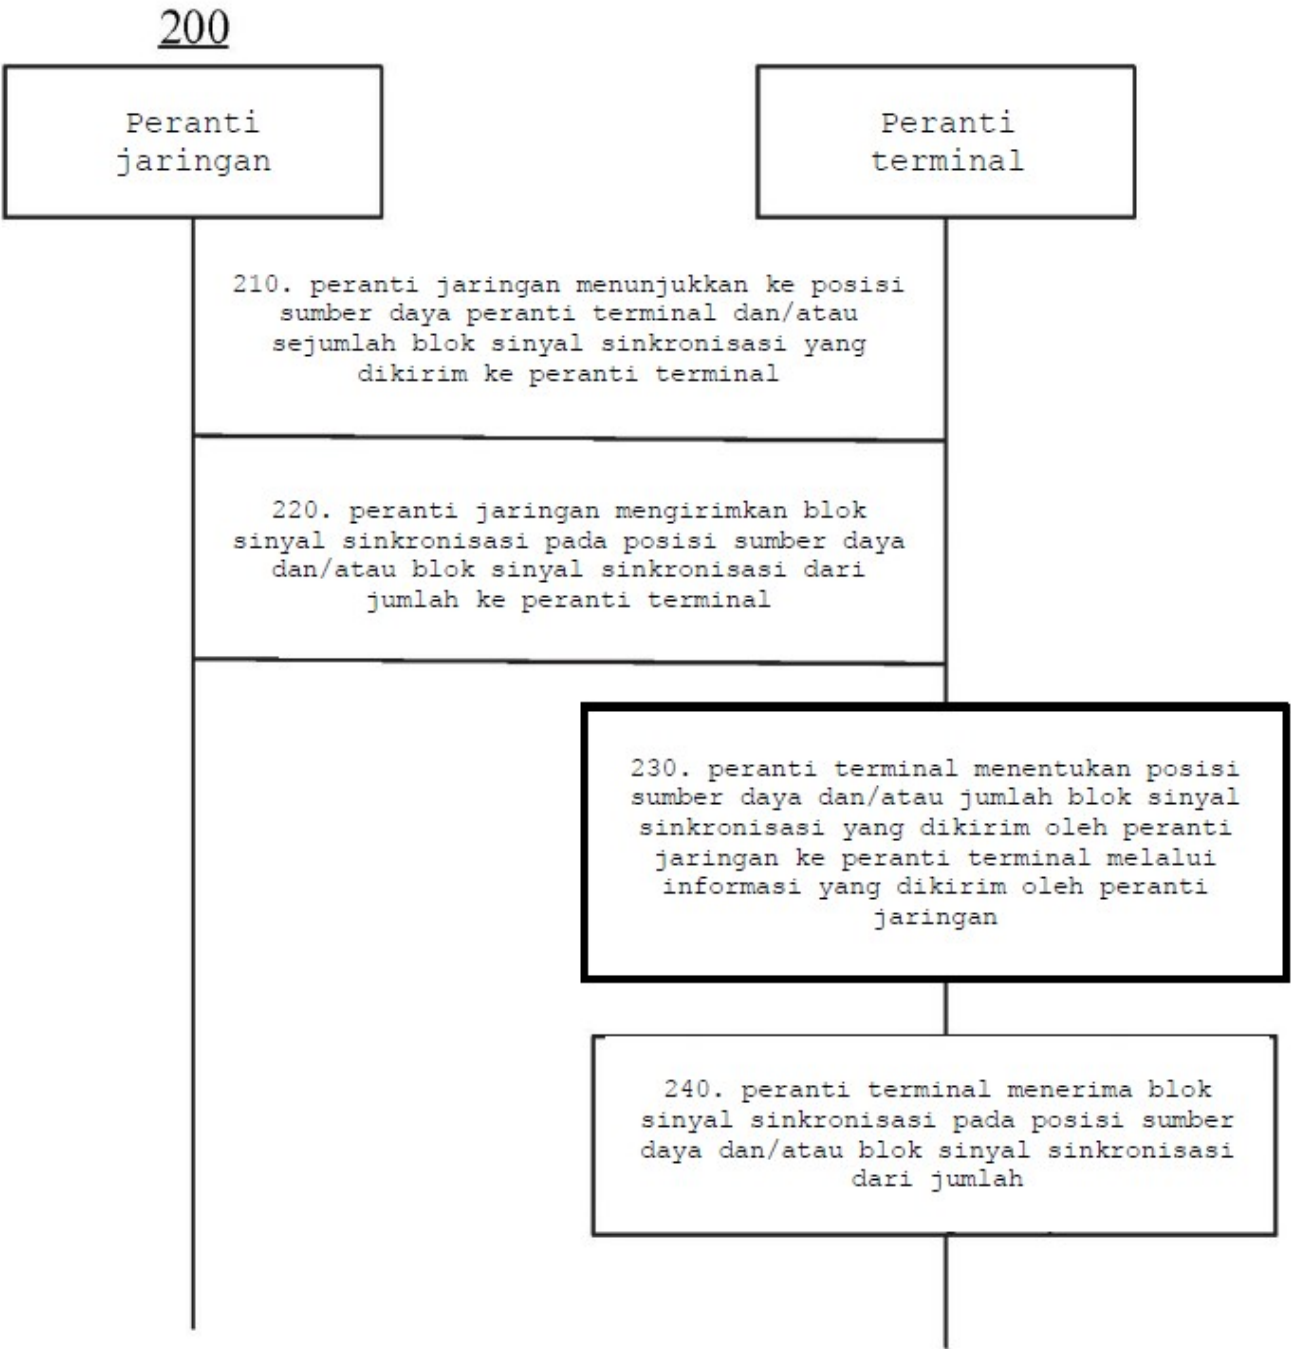 200
Peranti
jaringan
Peranti
terminal
210. peranti jaringan menunjukkan ke posisi
sumber daya peranti terminal dan/atau
sejumlah blok sinyal sinkronisasi yang
dikirim ke peranti terminal
220. peranti jaringan mengirimkan blok
sinyal sinkronisasi pada posisi sumber daya
dan/atau blok sinyal sinkronisasi dari
jumlah ke peranti terminal
230. peranti terminal menentukan posisi
sumber daya dan/atau jumlah blok sinyal
sinkronisasi yang dikirim oleh peranti
jaringan ke peranti terminal melalui
informasi yang dikirim oleh peranti
jaringan
240. peranti terminal menerima blok
sinyal sinkronisasi pada posisi sumber
daya dan/atau blok sinyal sinkronisasi
dari jumlah